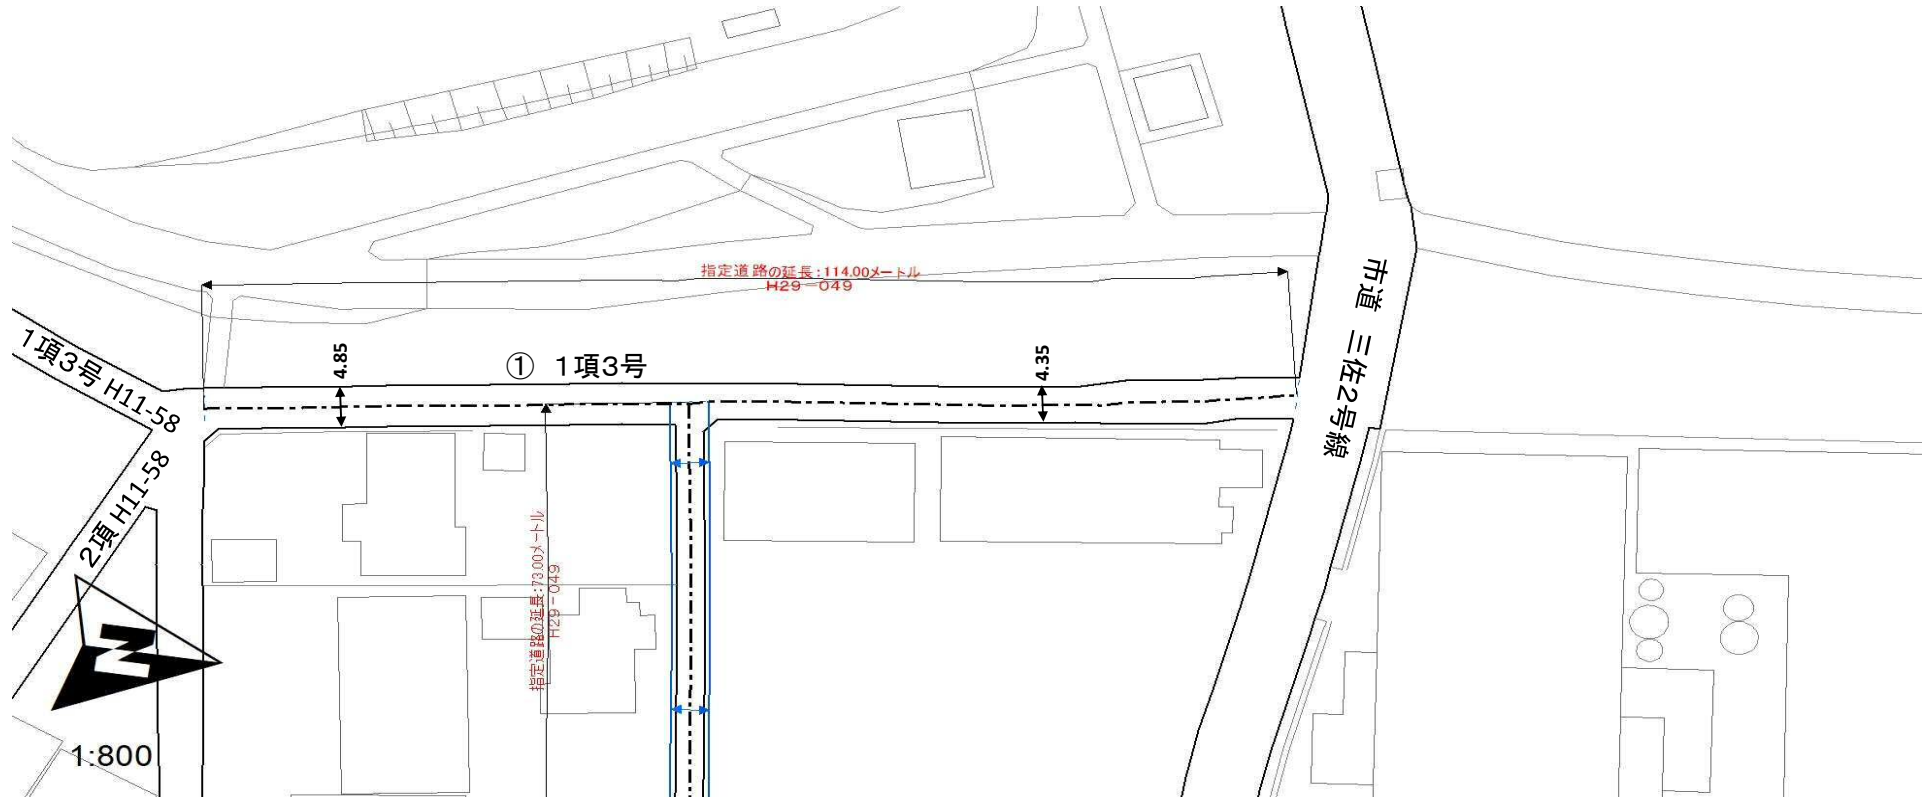 指定道路の延長:114.00メートル
H29-049
市道 三佐2号線
1項3号 H11-58
4.85
① 1項3号
4.35
2項 H11-58
指定道路の延長:73.00メートル
H29-049
N
1:800